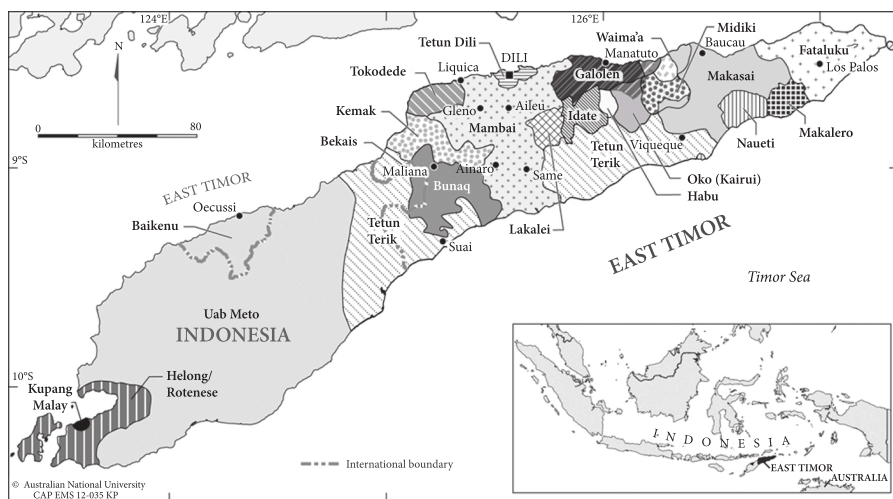 124°E
126°E
N
0
80
kilometres
Tetun Dili
DILI
Waima'a
Manatuto
Midiki
Baucau
Fataluku
Los Palos
Tokodede
Liquica
Galolen
Makasai
Kemak
Gleno
Aileu
Mambai
Idate
Bekais
Tetun
Terik
Viqueque
Naueti
Makalero
9°S
Maliana
Ainaro
Same
Bunaq
Oko (Kairui)
Habu
EAST TIMOR
Oecussi
Baikenu
Tetun
Terik
Suai
Lakalei
EAST TIMOR
Timor Sea
Uab Meto
INDONESIA
10°S
Helong/
Rotenese
Kupang
Malay
International boundary
INDONESIA
EAST TIMOR
AUSTRALIA
© Australian National University
CAP EMS 12-035 KP